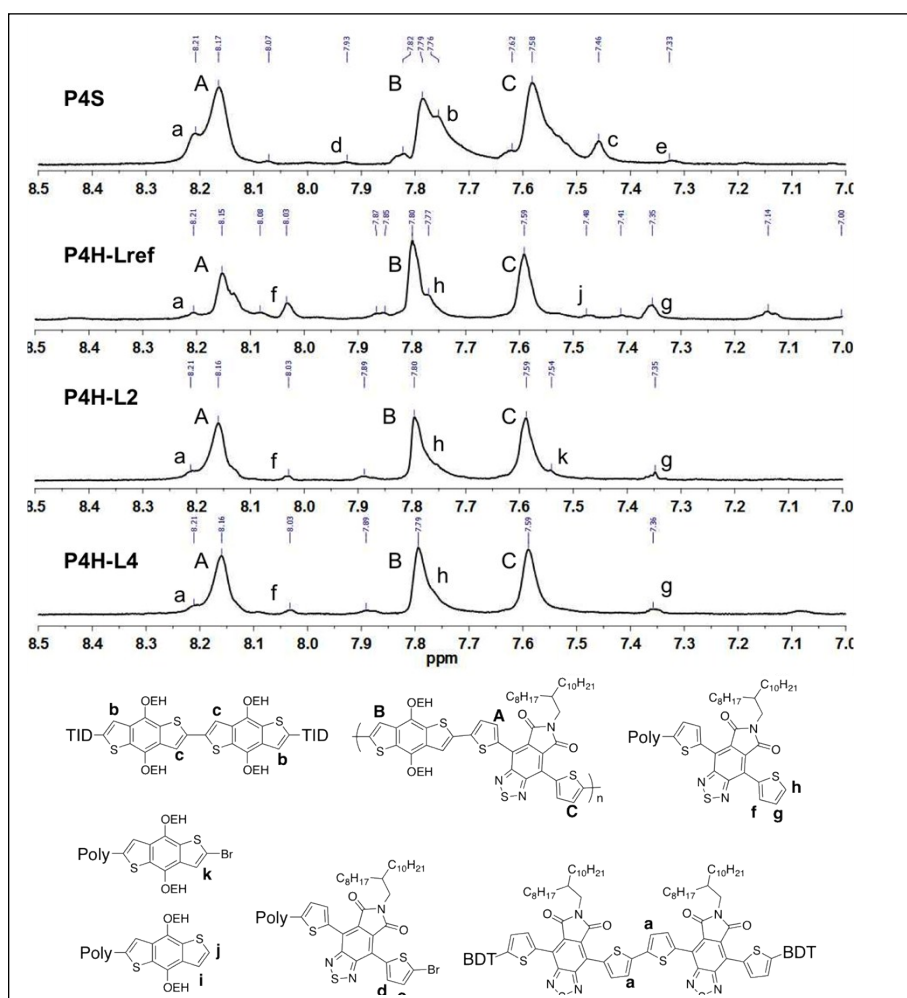 8.21 8.17 8.07 7.93 7.82 7.79 7.76 7.62 7.58 7.46 7.33
P4S
a A d B b C c e
8.5 8.4 8.3 8.2 8.1 8.0 7.9 7.8 7.7 7.6 7.5 7.4 7.3 7.2 7.1 7.0
8.21 8.15 8.08 8.03 7.87 7.85 7.80 7.77 7.59 7.48 7.41 7.35 7.14 7.00
P4H-Lref
a A f B h C j g
8.5 8.4 8.3 8.2 8.1 8.0 7.9 7.8 7.7 7.6 7.5 7.4 7.3 7.2 7.1 7.0
8.21 8.16 8.03 7.89 7.80 7.59 7.54 7.35
P4H-L2
a A f B h C k g
8.5 8.4 8.3 8.2 8.1 8.0 7.9 7.8 7.7 7.6 7.5 7.4 7.3 7.2 7.1 7.0
8.21 8.16 8.03 7.89 7.79 7.59 7.36
P4H-L4
a A f B h C g
8.5 8.4 8.3 8.2 8.1 8.0 7.9 7.8 7.7 7.6 7.5 7.4 7.3 7.2 7.1 7.0
ppm
b OEH c OEH
TID S S S S TID
OEH c OEH b
C8H17 C10H21
B OEH S A O N O
S OEH S N S N C n
C8H17 C10H21
Poly S O N O
N S N S h
f g
OEH S
Poly S Br
OEH k
OEH S j
Poly S
OEH i
C8H17 C10H21
Poly S O N O
N S N S Br
d
C8H17 C10H21 C8H17 C10H21
O N O a O N O
BDT S S S S BDT
N S N a N S N